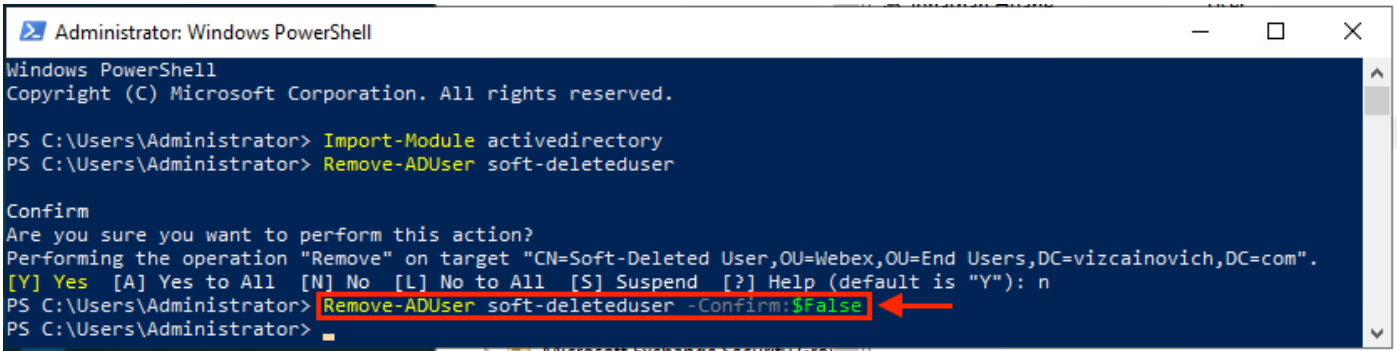 Administrator: Windows PowerShell
Windows PowerShell
Copyright (C) Microsoft Corporation. All rights reserved.
PS C:\Users\Administrator> Import-Module activedirectory
PS C:\Users\Administrator> Remove-ADUser soft-deleteduser
Confirm
Are you sure you want to perform this action?
Performing the operation "Remove" on target "CN=Soft-Deleted User,OU=Webex,OU=End Users,DC=vizcainovich,DC=com".
[Y] Yes  [A] Yes to All  [N] No  [L] No to All  [S] Suspend  [?] Help (default is "Y"): n
PS C:\Users\Administrator> Remove-ADUser soft-deleteduser -Confirm:$False
PS C:\Users\Administrator>